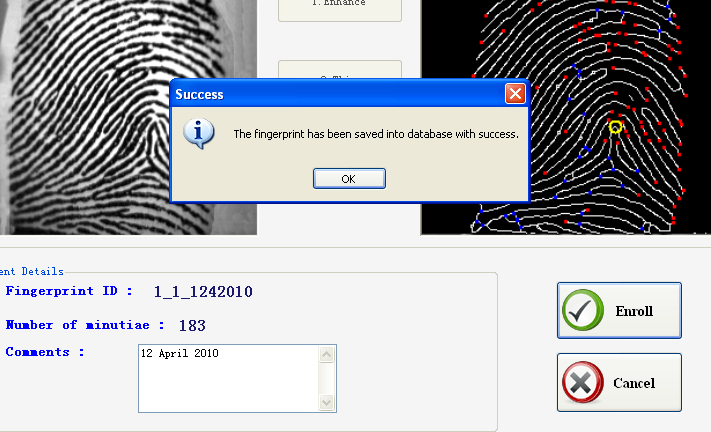 1.Enhance
Success
The fingerprint has been saved into database with success.
OK
ent Details
Fingerprint ID : 1_1_1242010
Number of minutiae : 183
Comments :
12 April 2010
Enroll
Cancel